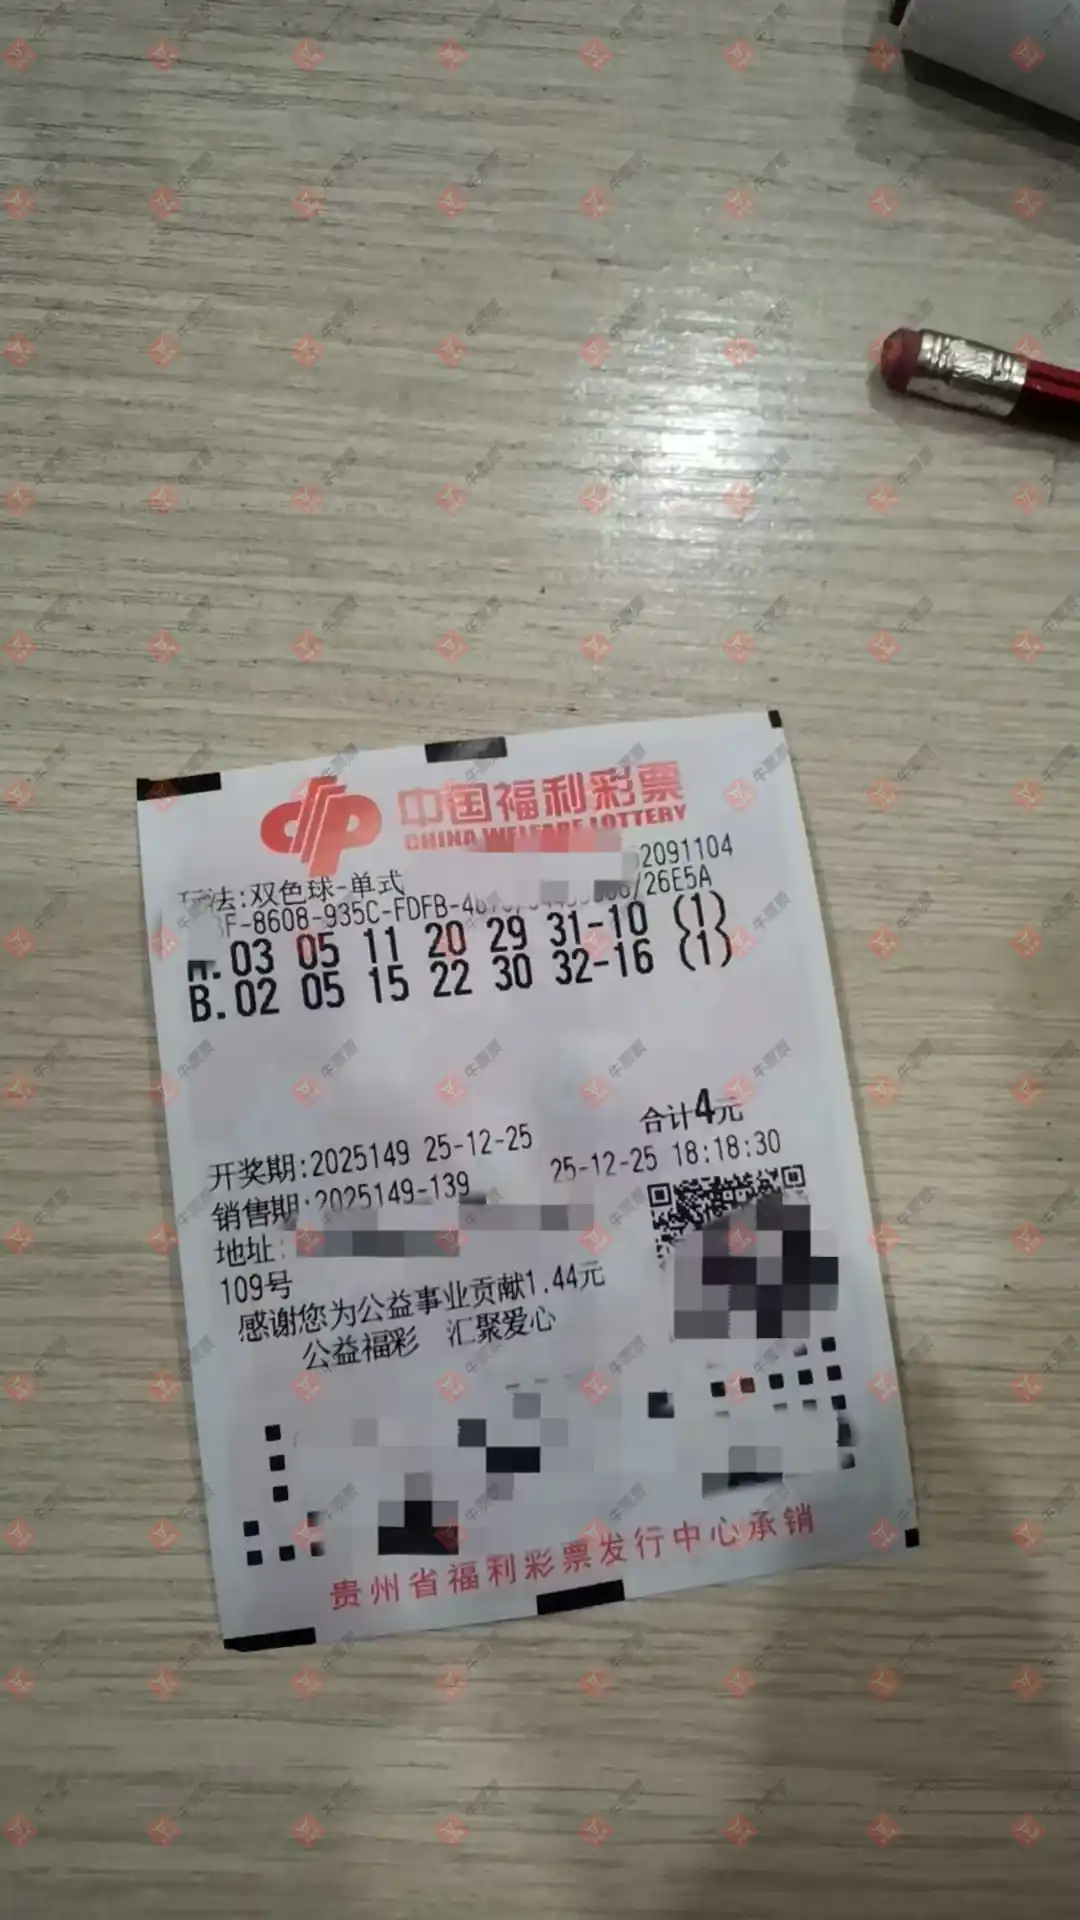 中国福利彩票
CHINA WELFARE LOTTERY
玩法:双色球-单式
2091104
F-8608-935C-FDFB-46 /26E5A
03 05 11 20 29 31-10 (1)
B.02 05 15 22 30 32-16 (1)
合计4元
开奖期:2025149 25-12-25
25-12-25 18:18:30
销售期:2025149-139
地址:
109号
感谢您为公益事业贡献1.44元
公益福彩 汇聚爱心
贵州省福利彩票发行中心承销
牛票票